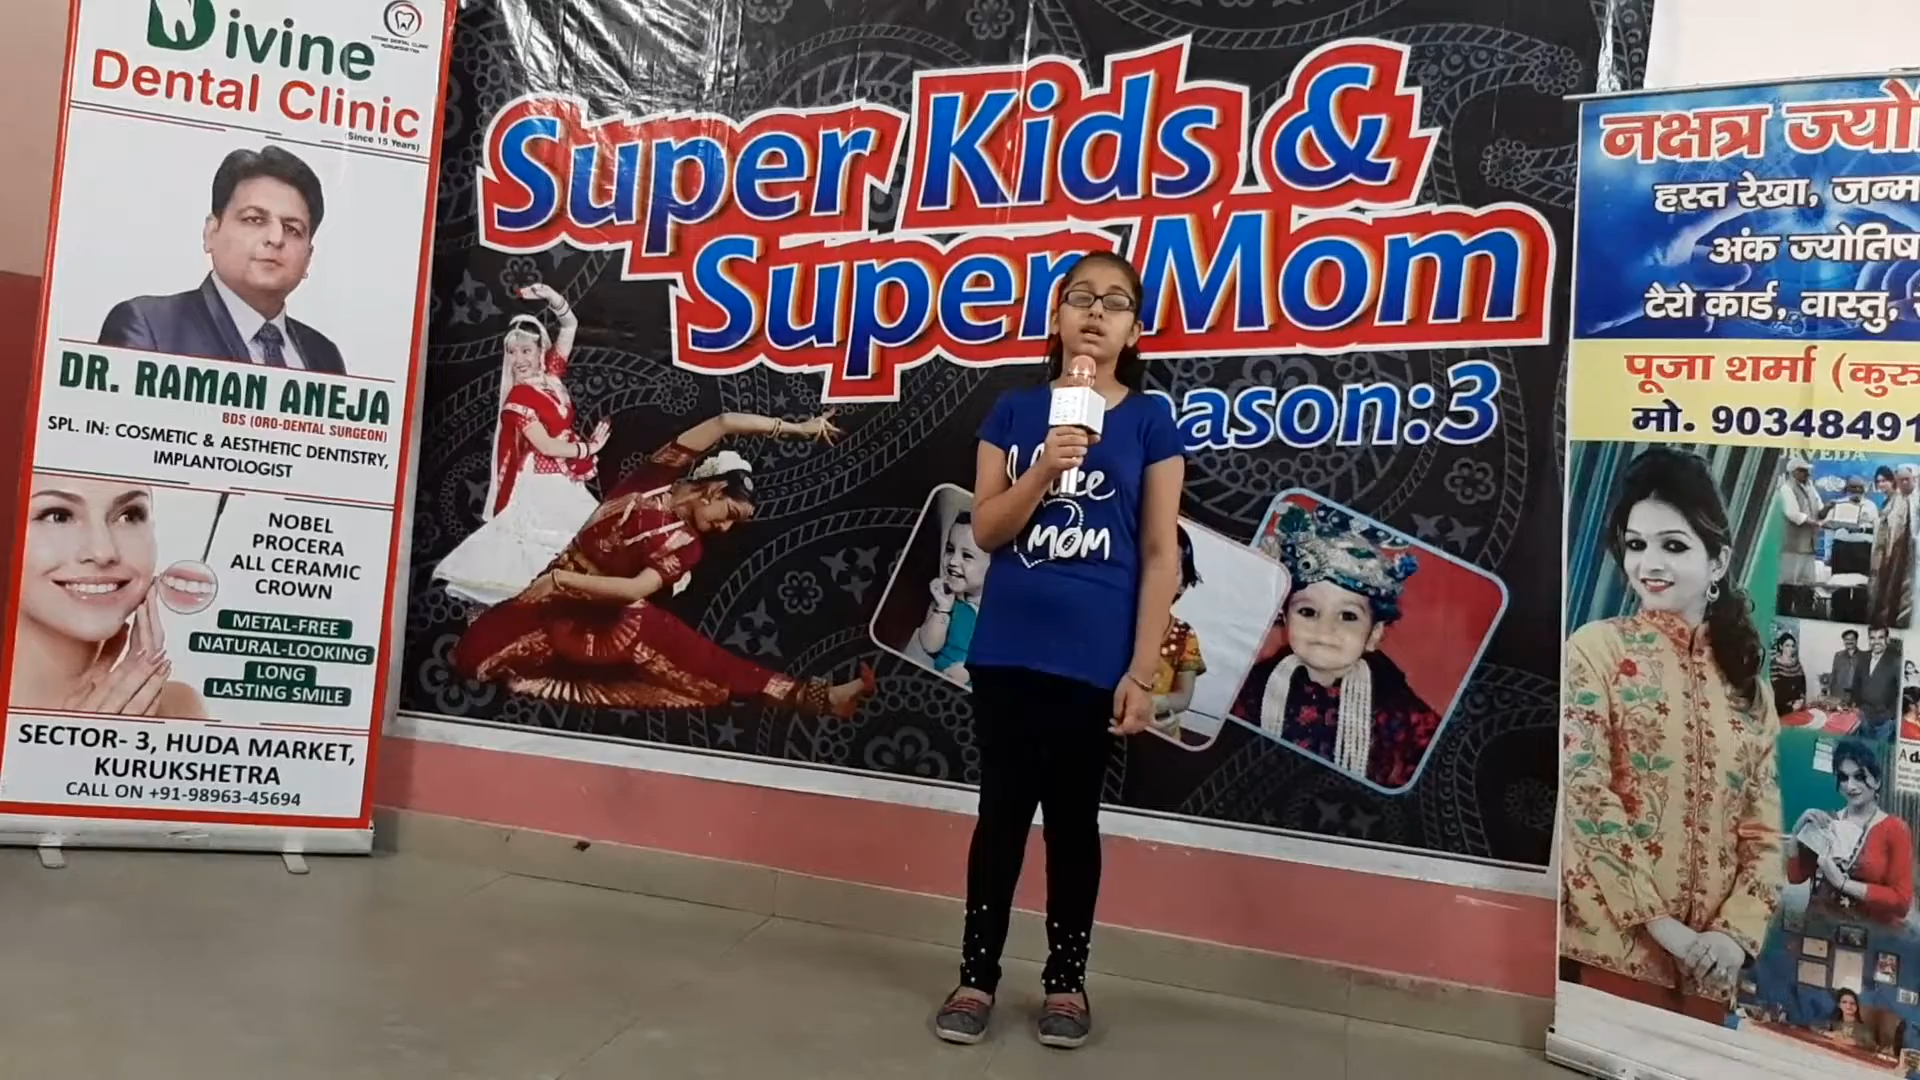 Divine
Dental Clinic
(Since 15 Years)
DR. RAMAN ANEJA
BDS (ORO-DENTAL SURGEON)
SPL. IN: COSMETIC & AESTHETIC DENTISTRY,
IMPLANTOLOGIST
NOBEL
PROCERA
ALL CERAMIC
CROWN
METAL-FREE
NATURAL-LOOKING
LONG
LASTING SMILE
SECTOR- 3, HUDA MARKET,
KURUKSHETRA
CALL ON +91-98963-45694
Super Kids &
Super Mom
eason:3
MOM
नक्षत्र ज्यो
हस्त रेखा, जन्म
अंक ज्योतिष
टैरो कार्ड, वास्तु,
पूजा शर्मा (कुरु
मो. 90348491